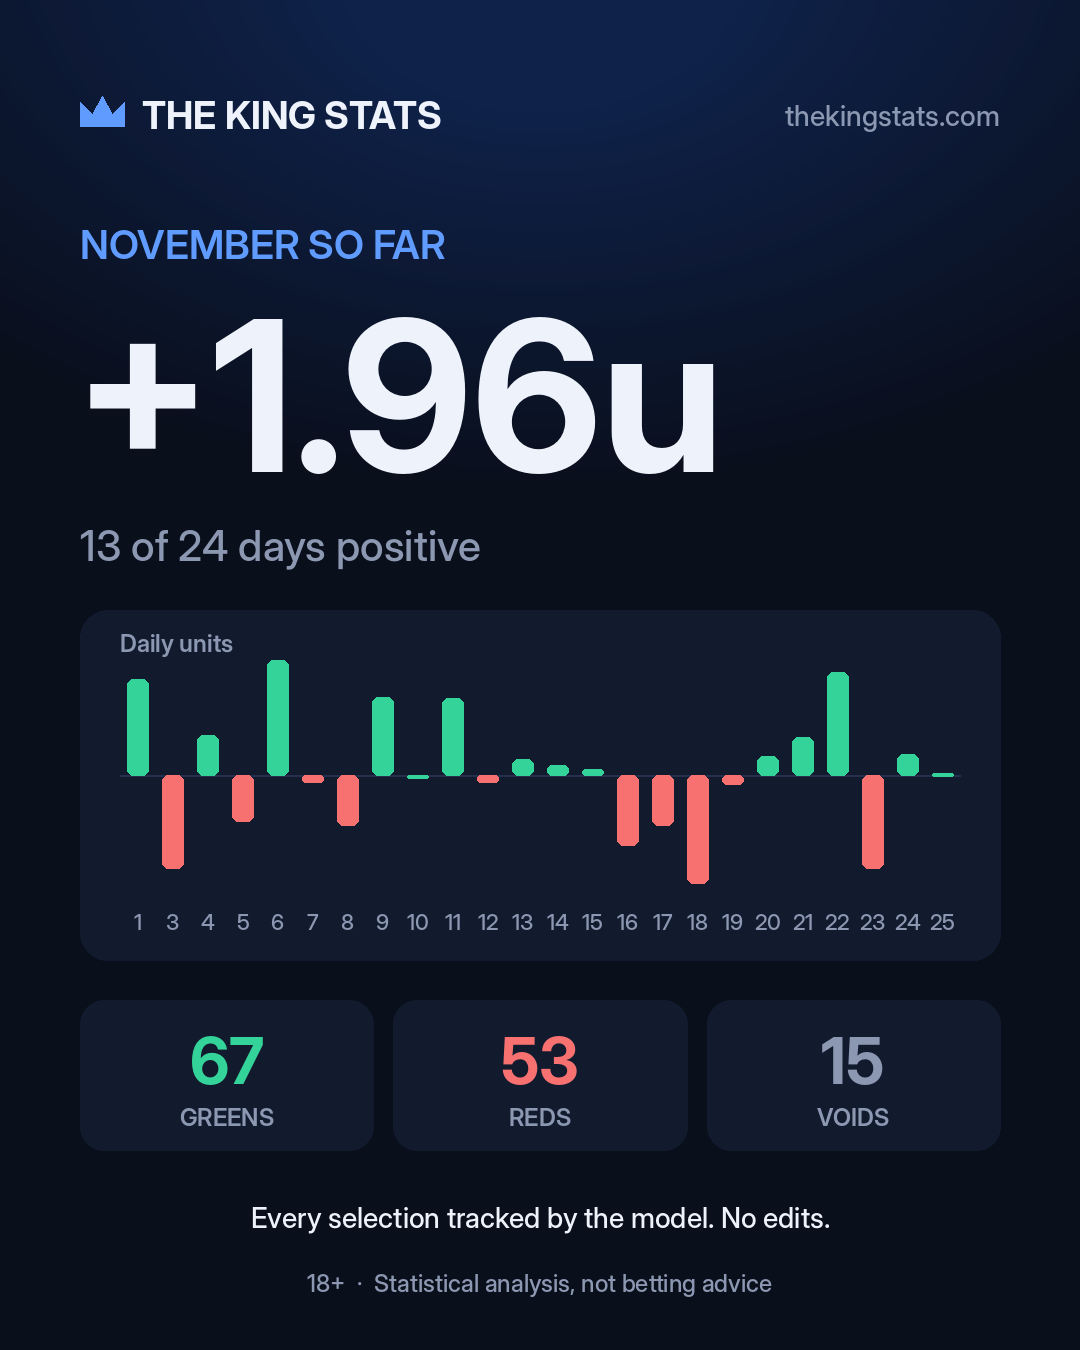 THE KING STATS
thekingstats.com
NOVEMBER SO FAR
+1.96u
13 of 24 days positive
Daily units
1 3 4 5 6 7 8 9 10 11 12 13 14 15 16 17 18 19 20 21 22 23 24 25
67
GREENS
53
REDS
15
VOIDS
Every selection tracked by the model. No edits.
18+ · Statistical analysis, not betting advice